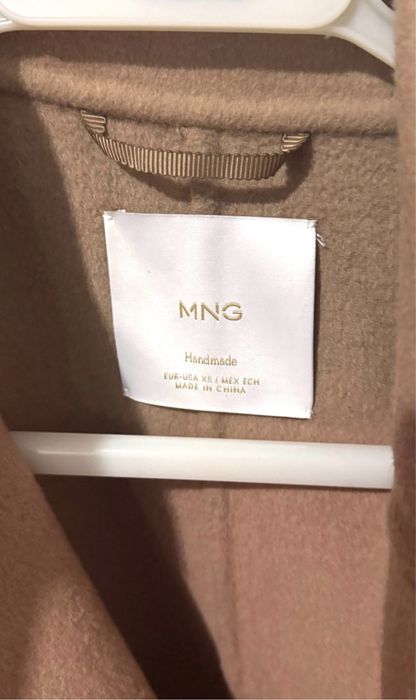 MNG
Handmade
EUR-USA XS / MEX ECH
MADE IN CHINA